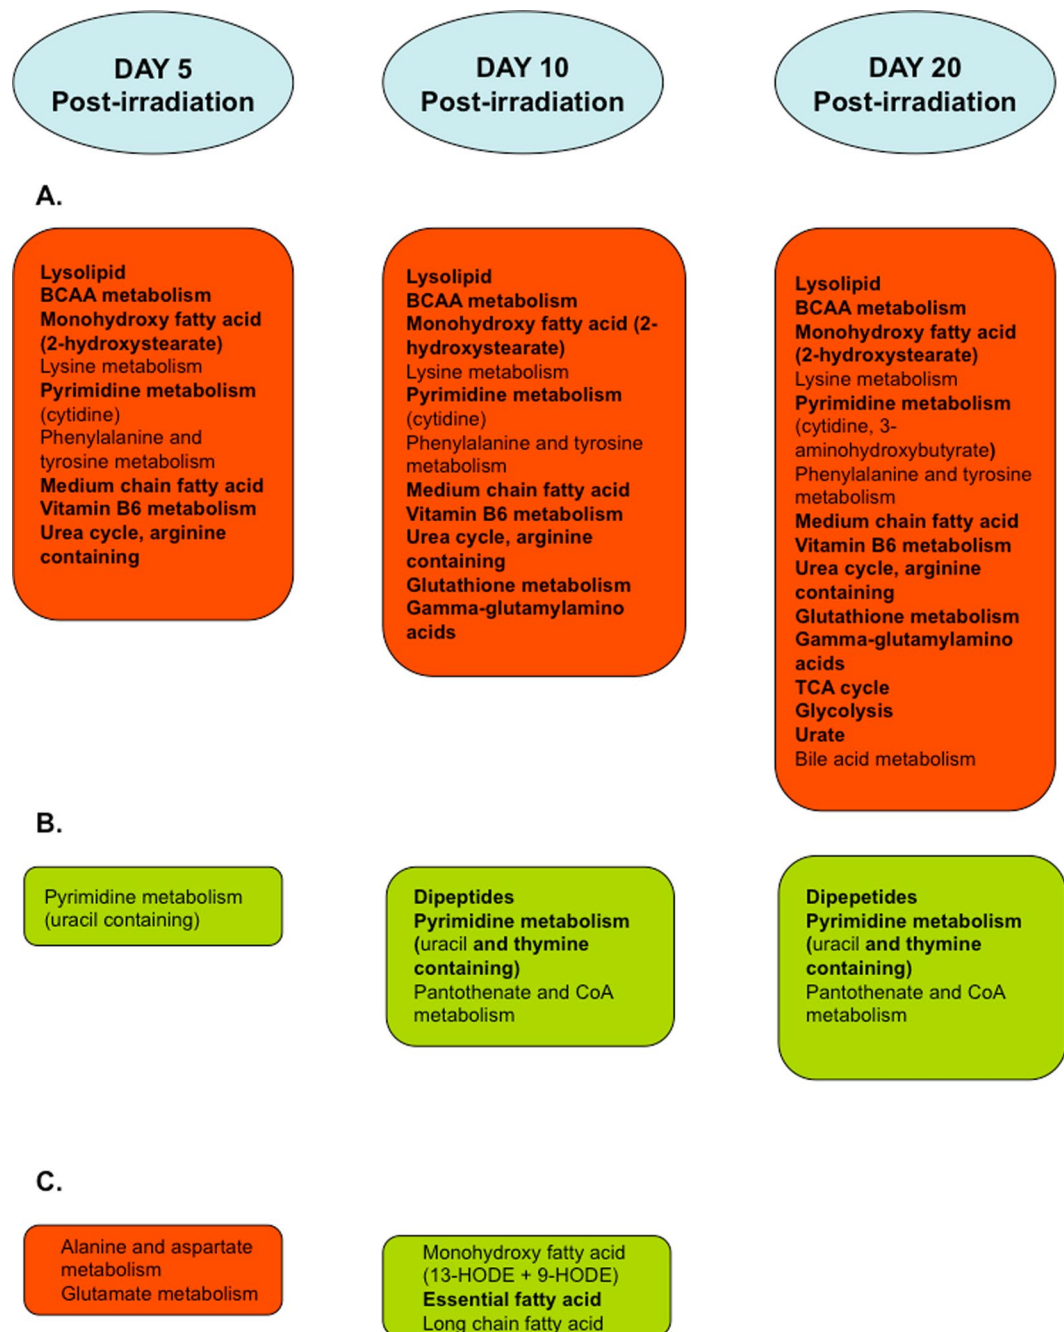 DAY 5
Post-irradiation
DAY 10
Post-irradiation
DAY 20
Post-irradiation
A.
Lysolipid
BCAA metabolism
Monohydroxy fatty acid
(2-hydroxystearate)
Lysine metabolism
Pyrimidine metabolism
(cytidine)
Phenylalanine and
tyrosine metabolism
Medium chain fatty acid
Vitamin B6 metabolism
Urea cycle, arginine
containing
Lysolipid
BCAA metabolism
Monohydroxy fatty acid (2-
hydroxystearate)
Lysine metabolism
Pyrimidine metabolism
(cytidine)
Phenylalanine and tyrosine
metabolism
Medium chain fatty acid
Vitamin B6 metabolism
Urea cycle, arginine
containing
Glutathione metabolism
Gamma-glutamylamino
acids
Lysolipid
BCAA metabolism
Monohydroxy fatty acid
(2-hydroxystearate)
Lysine metabolism
Pyrimidine metabolism
(cytidine, 3-
aminohydroxybutyrate)
Phenylalanine and tyrosine
metabolism
Medium chain fatty acid
Vitamin B6 metabolism
Urea cycle, arginine
containing
Glutathione metabolism
Gamma-glutamylamino
acids
TCA cycle
Glycolysis
Urate
Bile acid metabolism
B.
Pyrimidine metabolism
(uracil containing)
Dipeptides
Pyrimidine metabolism
(uracil and thymine
containing)
Pantothenate and CoA
metabolism
Dipepetides
Pyrimidine metabolism
(uracil and thymine
containing)
Pantothenate and CoA
metabolism
C.
Alanine and aspartate
metabolism
Glutamate metabolism
Monohydroxy fatty acid
(13-HODE + 9-HODE)
Essential fatty acid
Long chain fatty acid